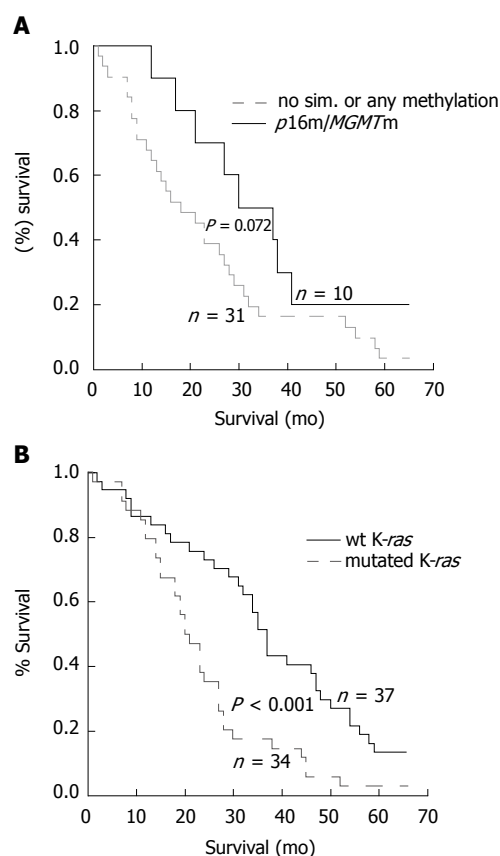 A
1.0
0.8
0.6
0.4
0.2
0.0
(%) survival
no sim. or any methylation
p16m/MGMTm
P = 0.072
n = 10
n = 31
0 10 20 30 40 50 60 70
Survival (mo)
B
1.0
0.8
0.6
0.4
0.2
0.0
% Survival
wt K-ras
mutated K-ras
P < 0.001
n = 37
n = 34
0 10 20 30 40 50 60 70
Survival (mo)